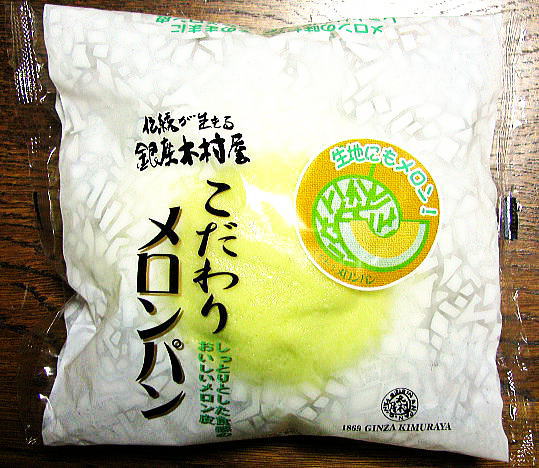 伝統が生きる
銀座木村屋
こだわり
メロンパン
しっとりとした食感の
おいしいメロン皮
生地にもメロン!
メロンパン
1869 GINZA KIMURAYA